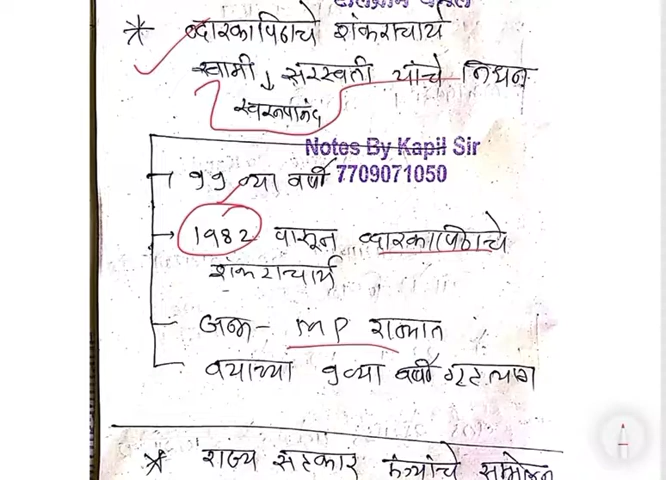 * द्वारकापिठाचे शंकराचार्य
स्वामी सरस्वती यांचे निधन
स्वरूपानंद
Notes By Kapil Sir
99 व्या वर्षी 7709071050
→ 1982 पासून द्वारकापिठाचे
शंकराचार्य
जन्म - MP राज्यात
वयाच्या 9व्या वर्षी गृहत्याग
* राज्य सहकार मंत्र्यांचे सम्मेलन